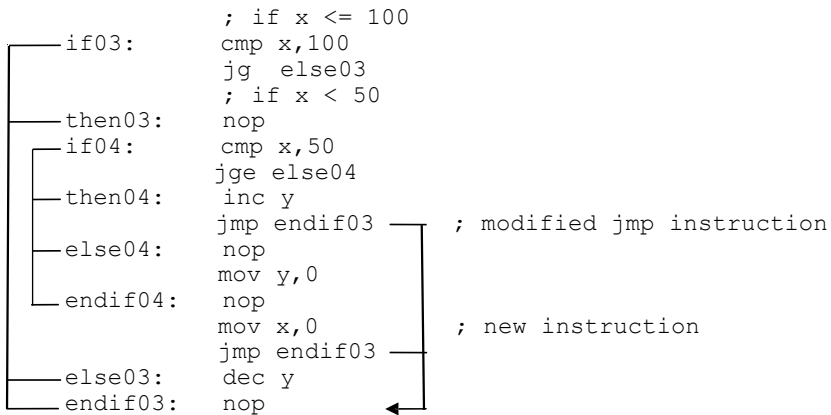 ; if x <= 100
if03: cmp x,100
jg else03
; if x < 50
then03: nop
if04: cmp x,50
jge else04
then04: inc y
jmp endif03 ; modified jmp instruction
else04: nop
mov y,0
endif04: nop
mov x,0 ; new instruction
jmp endif03
else03: dec y
endif03: nop